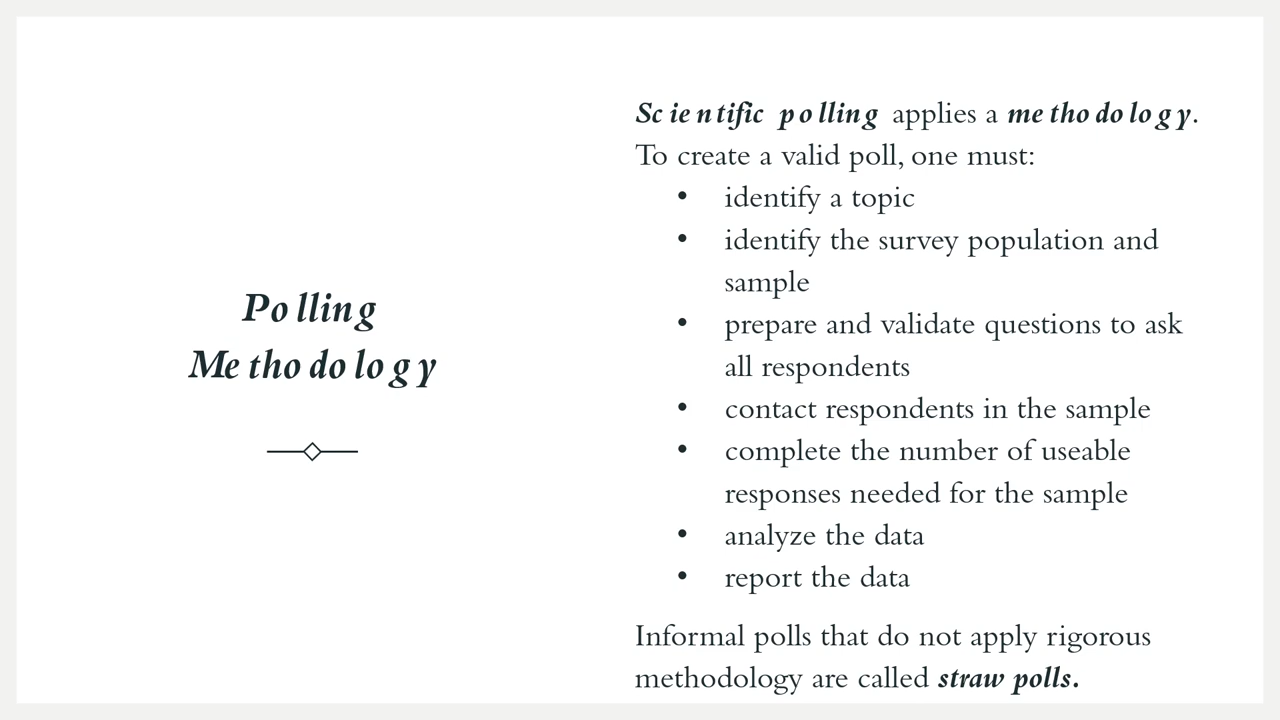 Polling
Methodology
Scientific polling applies a methodology.
To create a valid poll, one must:
• identify a topic
• identify the survey population and
sample
• prepare and validate questions to ask
all respondents
• contact respondents in the sample
• complete the number of useable
responses needed for the sample
• analyze the data
• report the data
Informal polls that do not apply rigorous
methodology are called straw polls.